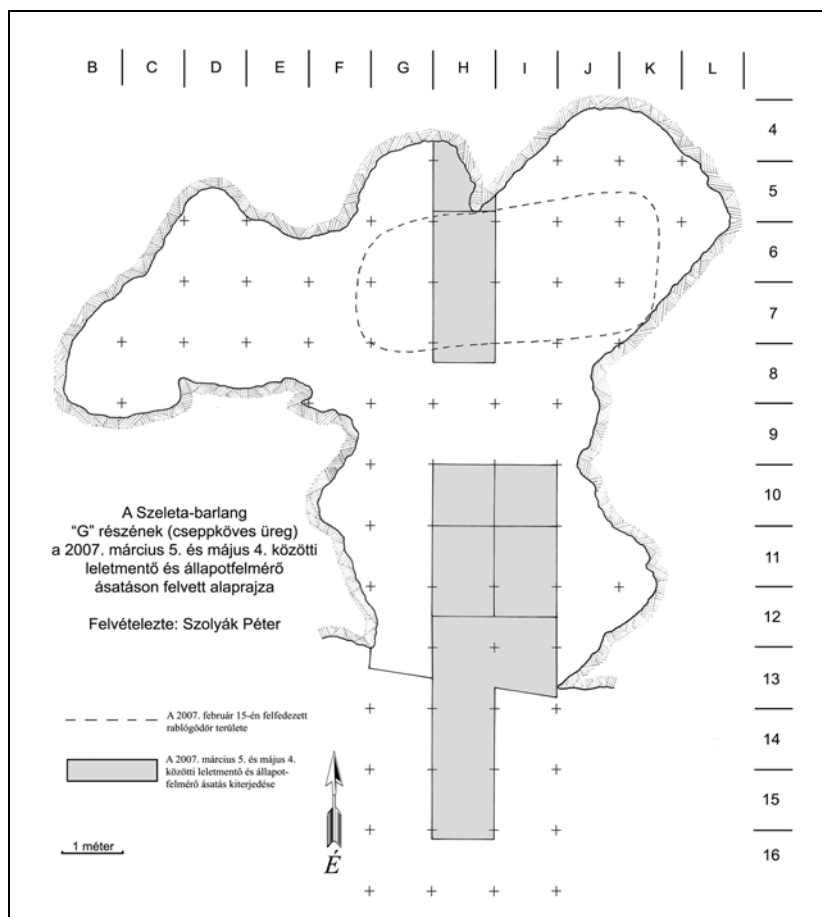 B C D E F G H I J K L
4
5
6
7
8
9
10
11
12
13
14
15
16
A Szeleta-barlang
"G" részének (cseppköves üreg)
a 2007. március 5. és május 4. közötti
leletmentő és állapotfelmérő
ásatáson felvett alaprajza
Felvételezte: Szolyák Péter
A 2007. február 15-én felfedezett
rablógödör területe
A 2007. március 5. és május 4.
közötti leletmentő és állapot-
felmérő ásatás kiterjedése
1 méter
É